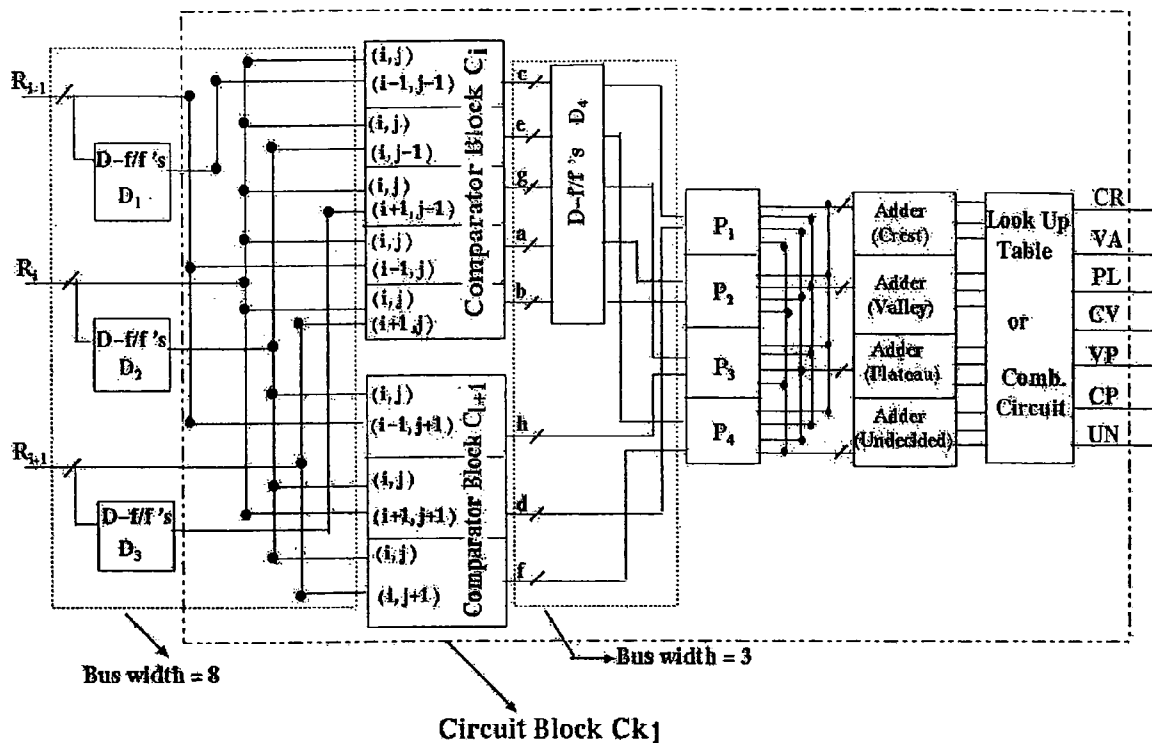 R i-1
D-f/f's
D1
Ri
D-f/f's
D2
Ri+1
D-f/f's
D3
(i,j)
(i-1,j-1)
(i,j)
(i,j-1)
(i,j)
(i+1,j-1)
(i,j)
(i-1,j)
(i,j)
(i+1,j)
Comparator Block Ci
(i,j)
(i-1,j+1)
(i,j)
(i+1,j+1)
(i,j)
(i,j+1)
Comparator Block Ci+1
c
e
g
a
b
h
d
f
D-f/f's D4
P1
P2
P3
P4
Adder
(Crest)
Adder
(Valley)
Adder
(Plateau)
Adder
(Undecided)
Look Up
Table
or
Comb.
Circuit
CR
VA
PL
CV
VP
CP
UN
Bus width = 8
Bus width = 3
Circuit Block Ck1